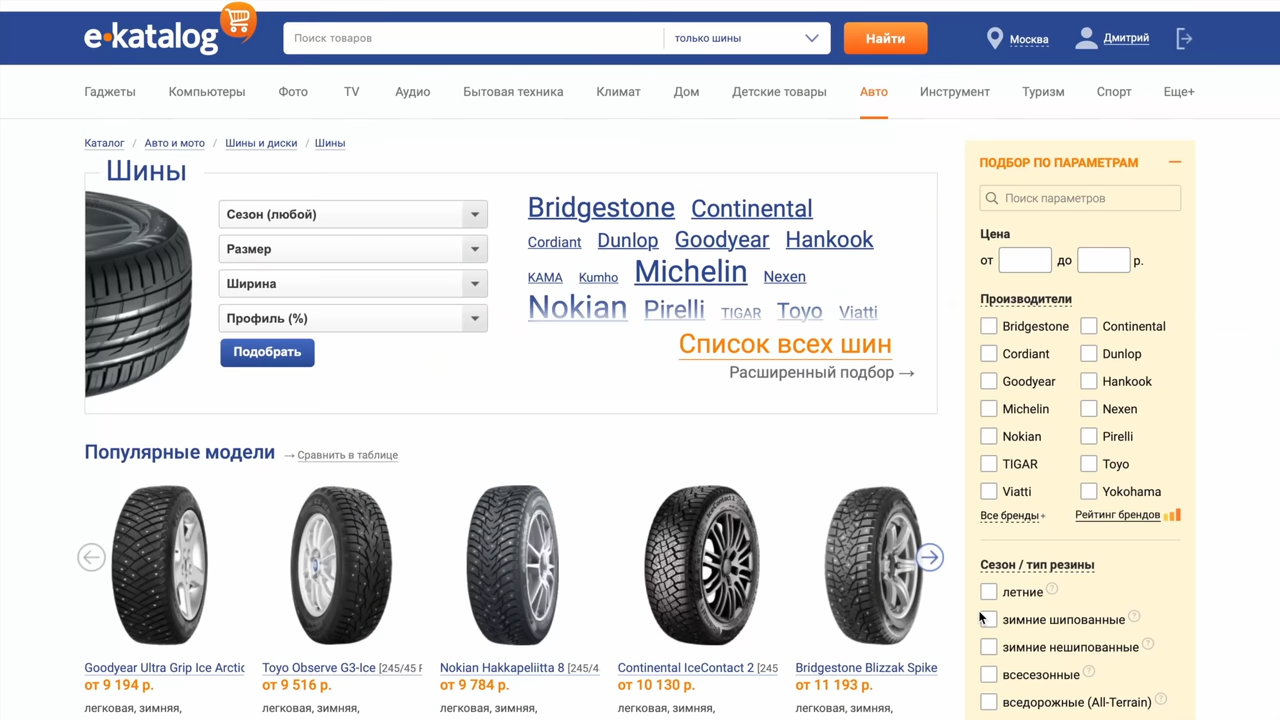 e•katalog
Поиск товаров
только шины
Найти
Москва
Дмитрий
Гаджеты Компьютеры Фото TV Аудио Бытовая техника Климат Дом Детские товары Авто Инструмент Туризм Спорт Еще+
Каталог / Авто и мото / Шины и диски / Шины
Шины
Сезон (любой)
Размер
Ширина
Профиль (%)
Подобрать
Bridgestone Continental
Cordiant Dunlop Goodyear Hankook
КАМА Kumho Michelin Nexen
Nokian Pirelli TIGAR Toyo Viatti
Список всех шин
Расширенный подбор →
Популярные модели → Сравнить в таблице
Goodyear Ultra Grip Ice Arctic
от 9 194 р.
легковая, зимняя,
Toyo Observe G3-Ice [245/45 F
от 9 516 р.
легковая, зимняя,
Nokian Hakkapeliitta 8 [245/4
от 9 784 р.
легковая, зимняя,
Continental IceContact 2 [245
от 10 130 р.
легковая, зимняя,
Bridgestone Blizzak Spike
от 11 193 р.
легковая, зимняя,
ПОДБОР ПО ПАРАМЕТРАМ
Поиск параметров
Цена
от до р.
Производители
Bridgestone Continental
Cordiant Dunlop
Goodyear Hankook
Michelin Nexen
Nokian Pirelli
TIGAR Toyo
Viatti Yokohama
Все бренды+ Рейтинг брендов
Сезон / тип резины
летние ?
зимние шипованные ?
зимние нешипованные ?
всесезонные ?
вседорожные (All-Terrain) ?